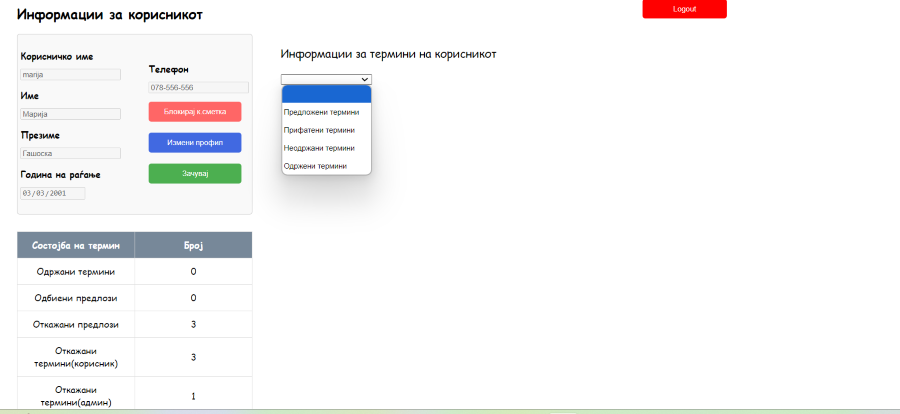 Информации за корисникот
Logout
Корисничко име
marija
Име
Марија
Презиме
Гашоска
Година на раѓање
03/03/2001
Телефон
078-556-556
Блокирај к сметка
Измени профил
Зачувај
Информации за термини на корисникот
Предложени термини
Прифатени термини
Неодржани термини
Одржени термини
Состојба на термин Број
Одржани термини 0
Одбиени предлози 0
Откажани предлози 3
Откажани
термини(корисник) 3
Откажани
термини(админ) 1